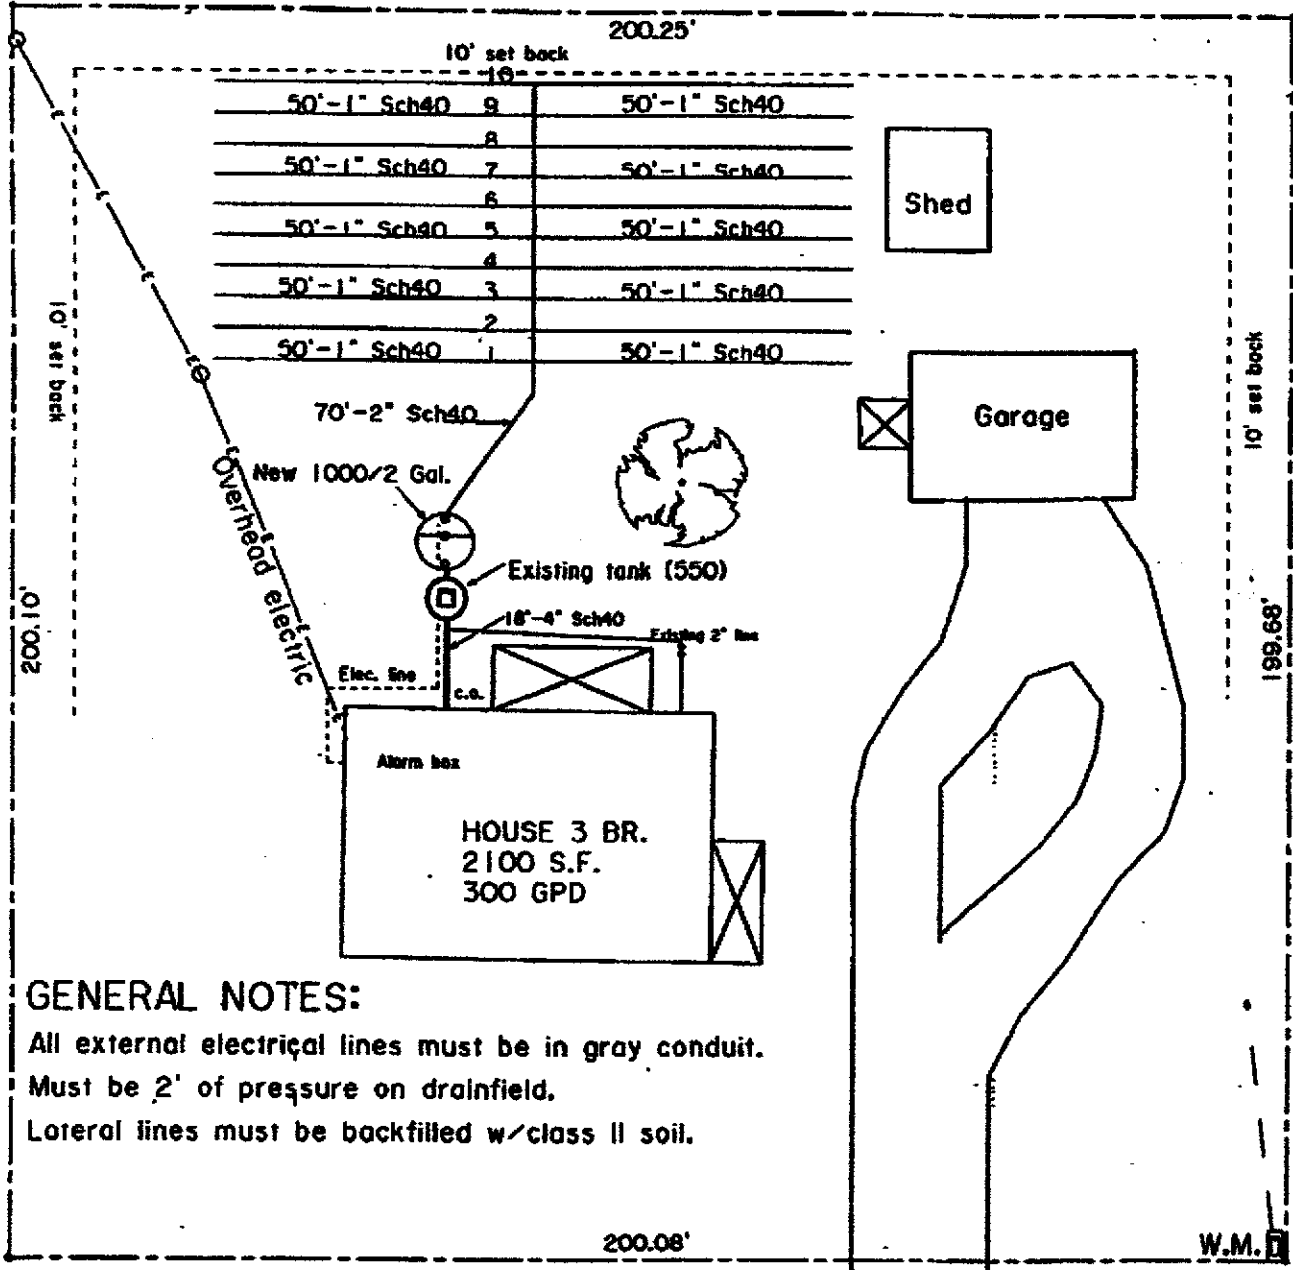 200.25'
10' set back
10
50'-1" Sch40 9 50'-1" Sch40
8
50'-1" Sch40 7 50'-1" Sch40
6
50'-1" Sch40 5 50'-1" Sch40
4
50'-1" Sch40 3 50'-1" Sch40
2
50'-1" Sch40 1 50'-1" Sch40
Shed
10' set back
10' set back
Garage
70'-2" Sch40
New 1000/2 Gal.
Overhead electric
Existing tank (550)
200.10'
199.68'
18'-4" Sch40
Existing 2" line
Elec. line
c.o.
Alarm box
HOUSE 3 BR.
2100 S.F.
300 GPD
GENERAL NOTES:
All external electrical lines must be in gray conduit.
Must be 2' of pressure on drainfield.
Lateral lines must be backfilled w/class II soil.
200.08'
W.M.